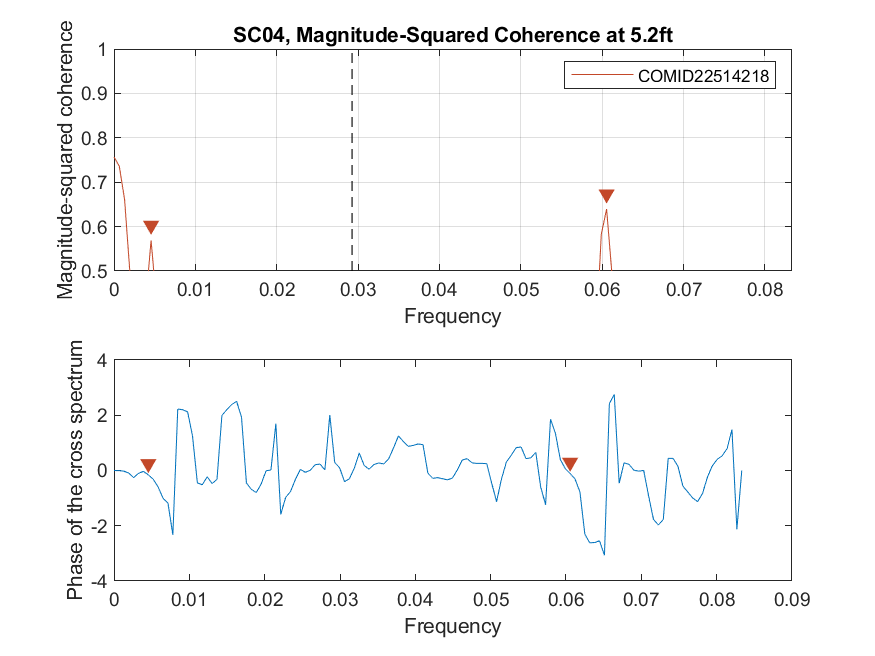 SC04, Magnitude-Squared Coherence at 5.2ft
Magnitude-squared coherence
1
0.9
0.8
0.7
0.6
0.5
COMID22514218
0 0.01 0.02 0.03 0.04 0.05 0.06 0.07 0.08
Frequency
Phase of the cross spectrum
4
2
0
-2
-4
0 0.01 0.02 0.03 0.04 0.05 0.06 0.07 0.08 0.09
Frequency